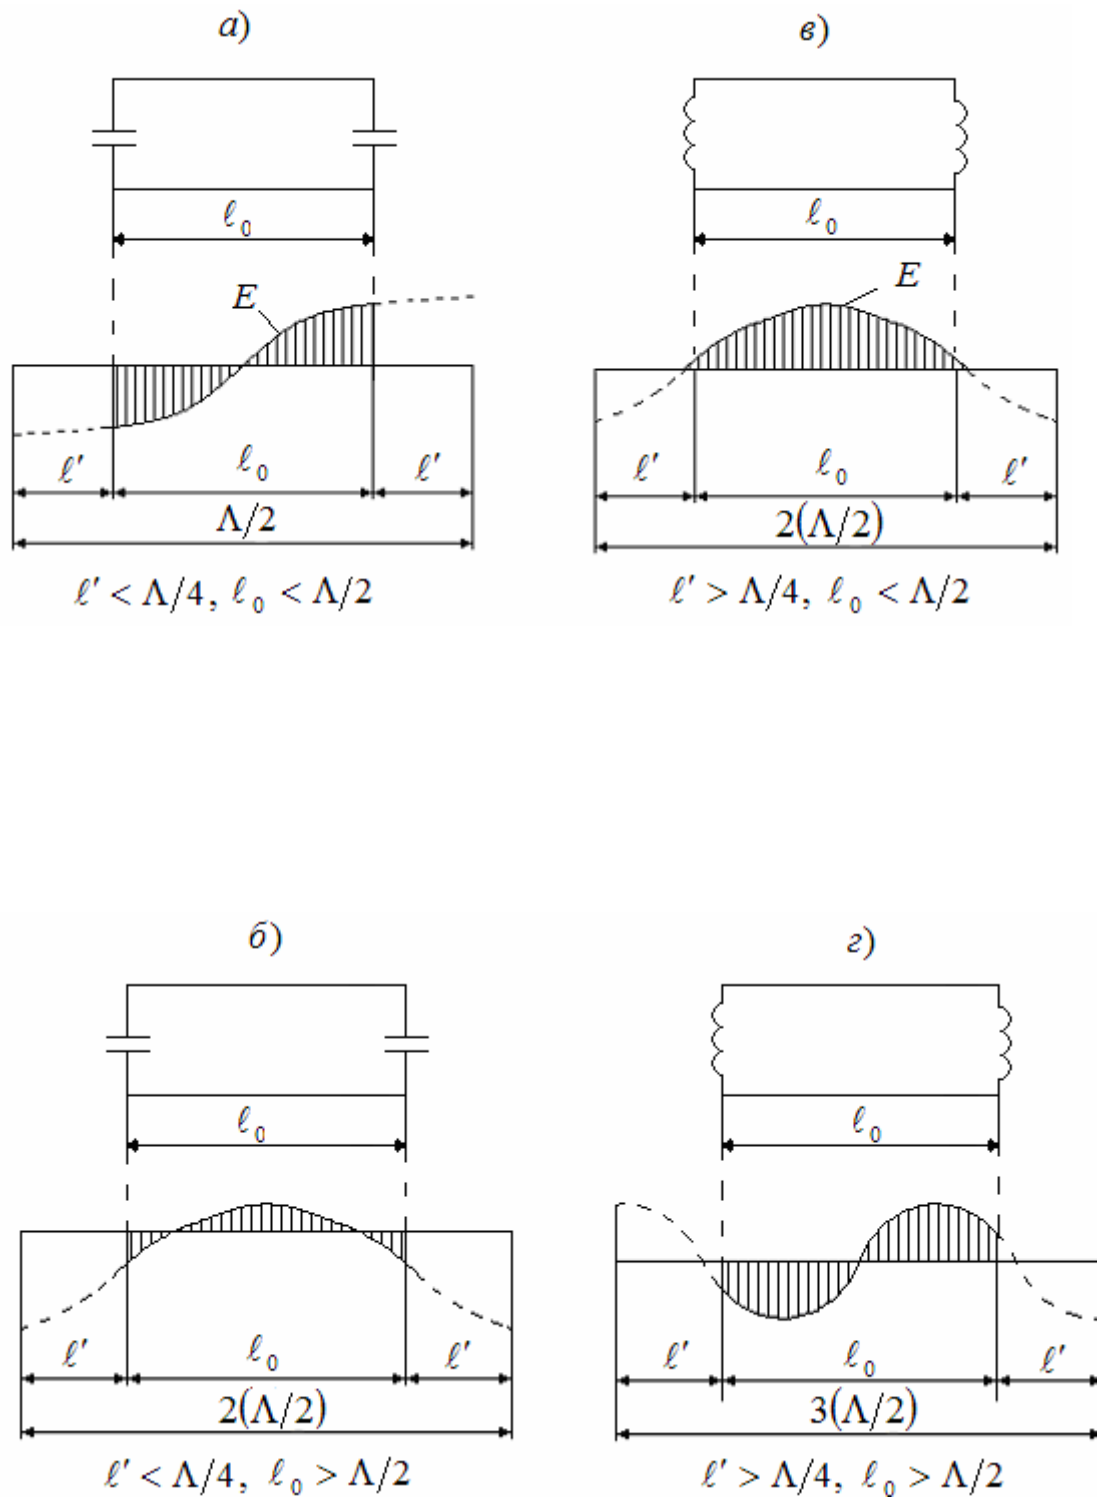 а)
в)
ℓ₀
ℓ₀
E
E
ℓ′ ℓ₀ ℓ′
ℓ′ ℓ₀ ℓ′
Λ/2
2(Λ/2)
ℓ′ < Λ/4, ℓ₀ < Λ/2
ℓ′ > Λ/4, ℓ₀ < Λ/2
б)
г)
ℓ₀
ℓ₀
ℓ′ ℓ₀ ℓ′
ℓ′ ℓ₀ ℓ′
2(Λ/2)
3(Λ/2)
ℓ′ < Λ/4, ℓ₀ > Λ/2
ℓ′ > Λ/4, ℓ₀ > Λ/2